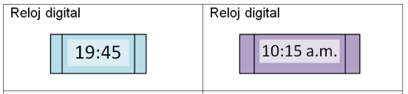 Reloj digital
19:45
Reloj digital
10:15 a.m.